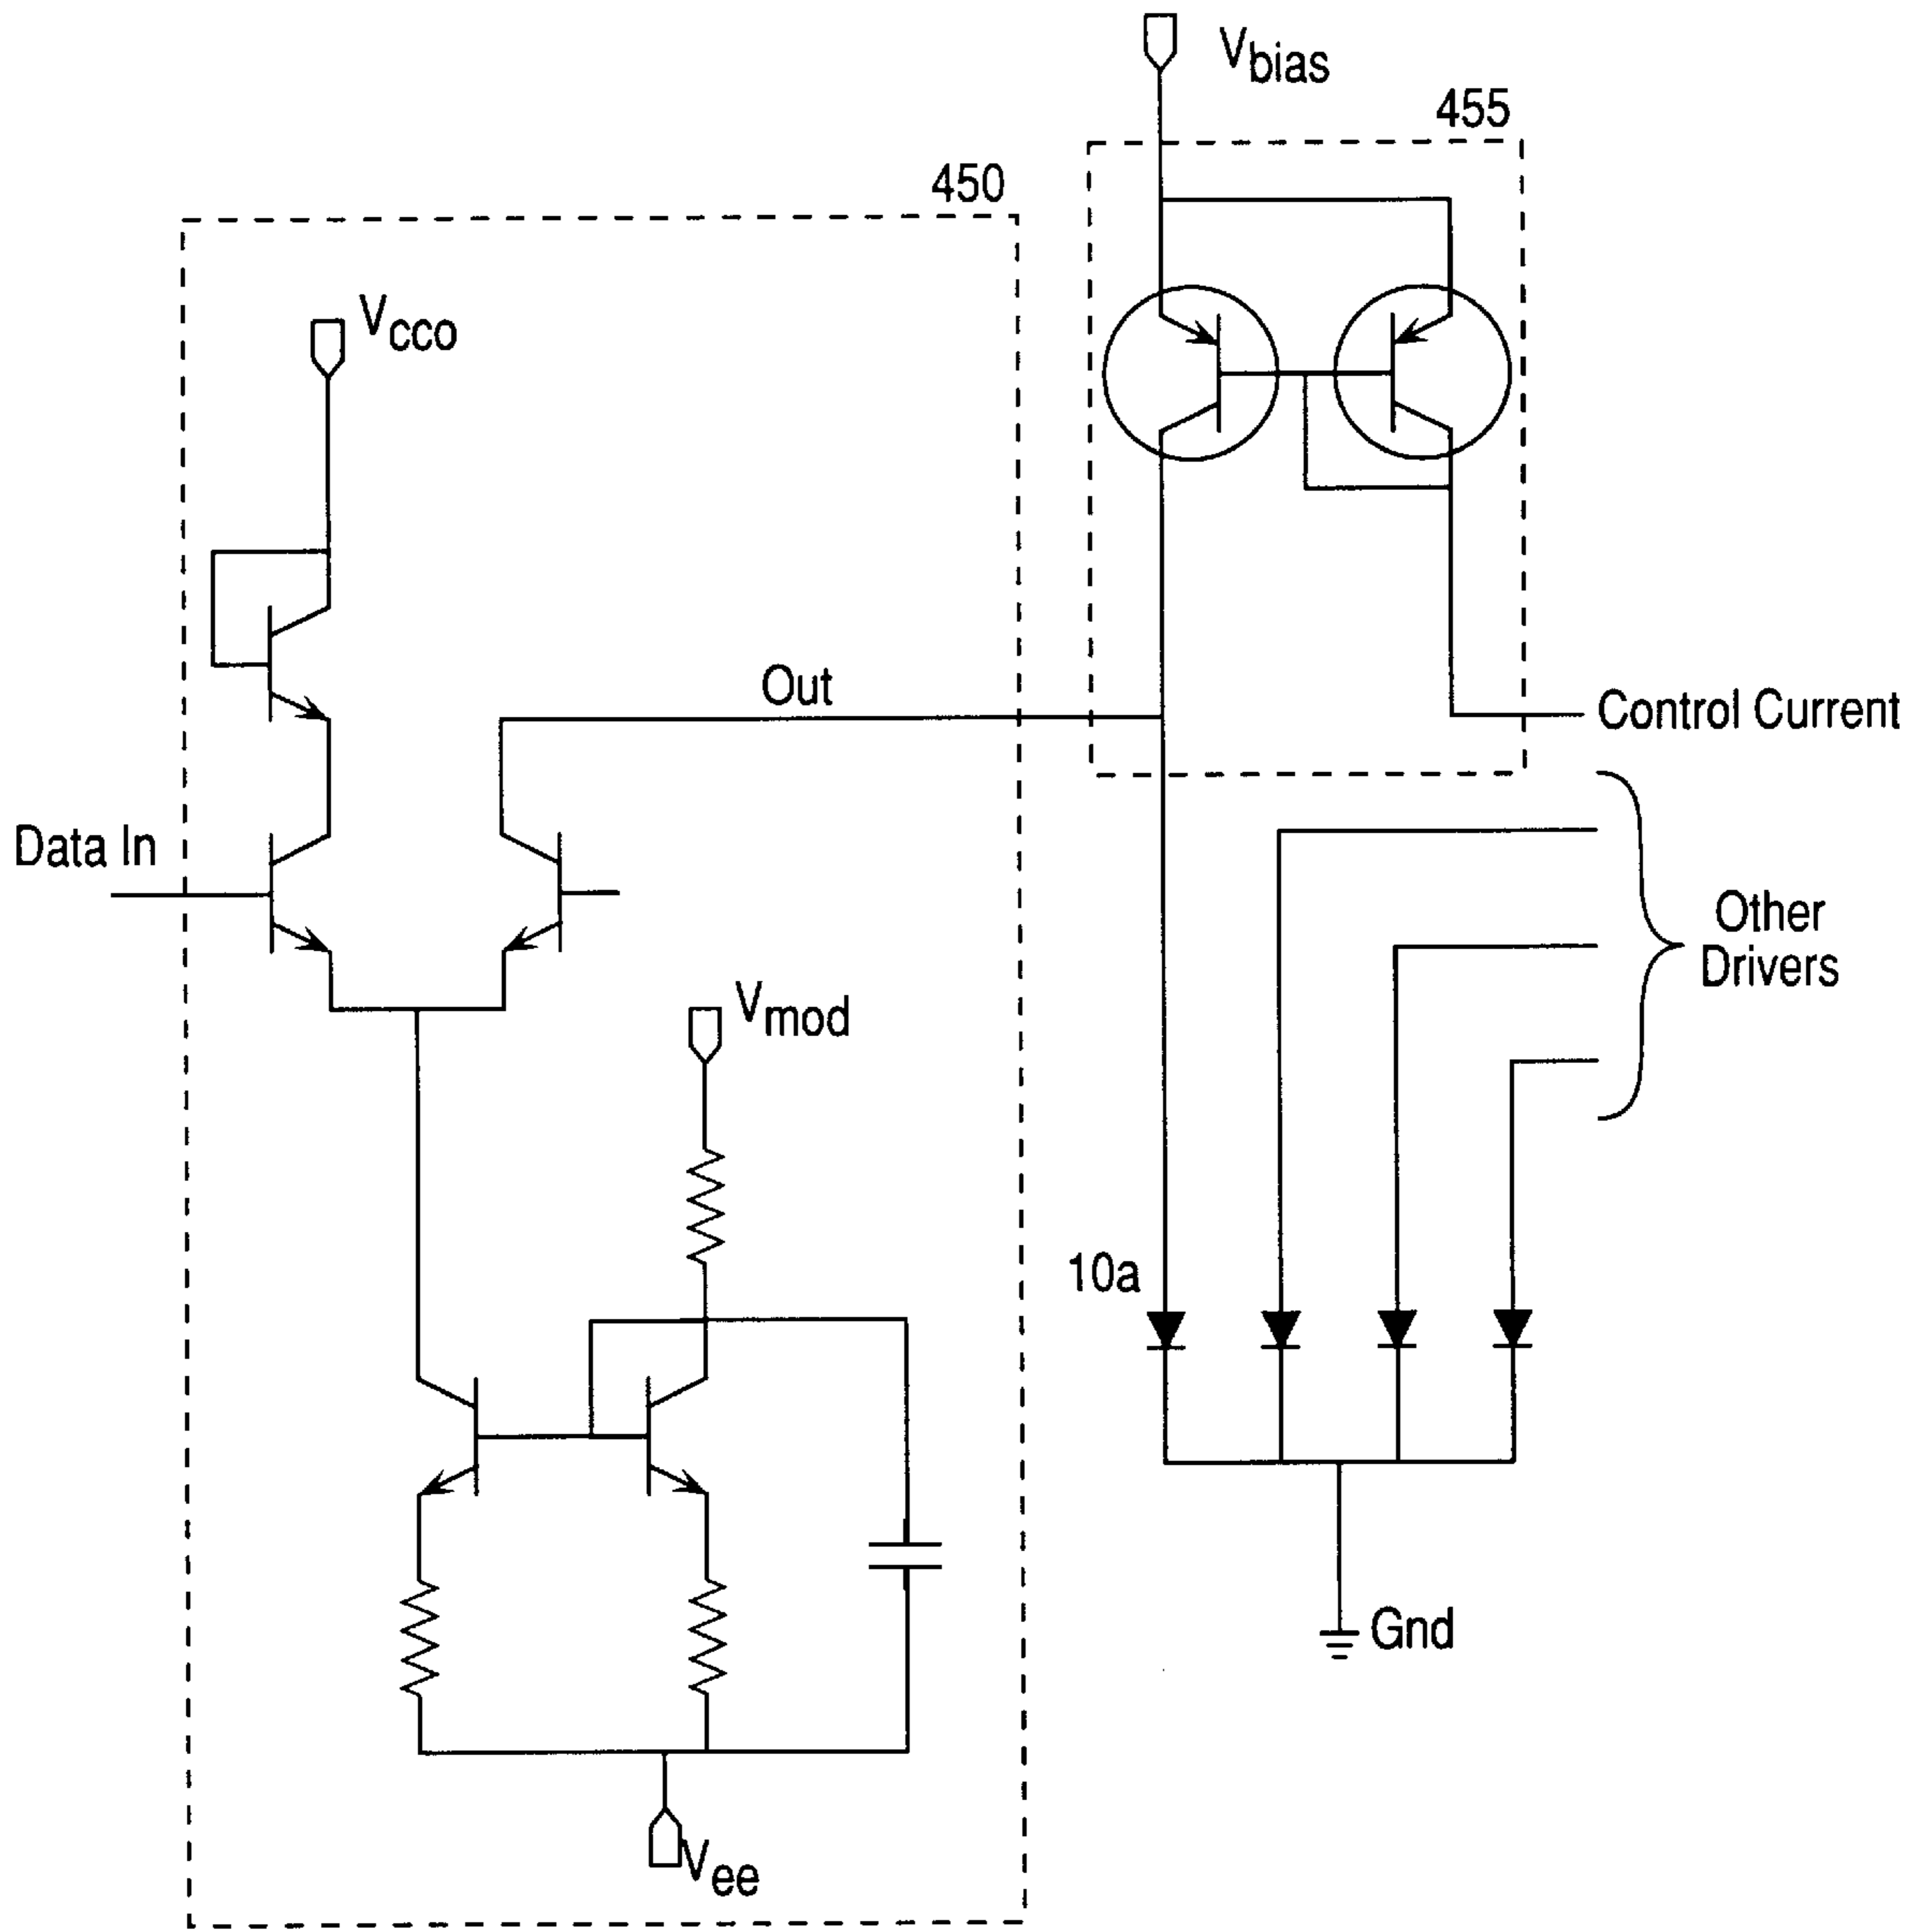 Vbias
455
450
Vcco
Out
Control Current
Data In
Other
Drivers
Vmod
10a
Gnd
Vee